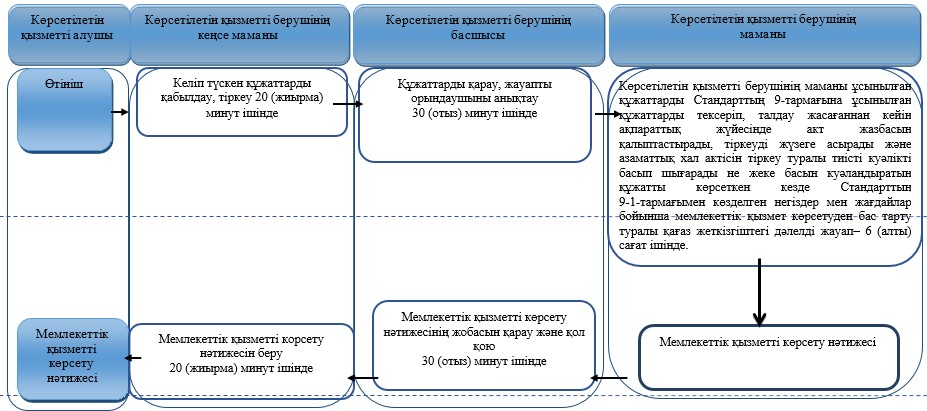 Көрсетілетін
қызметті алушы
Көрсетілетін қызметті берушінің
кеңсе маманы
Көрсетілетін қызметті берушінің
басшысы
Көрсетілетін қызметті берушінің
маманы
Өтініш
Келіп түскен құжаттарды
қабылдау, тіркеу 20 (жиырма)
минут ішінде
Құжаттарды қарау, жауапты
орындаушыны анықтау
30 (отыз) минут ішінде
Көрсетілетін қызметті берушінің маманы ұсынылған
құжаттарды Стандарттың 9-тармағына ұсынылған
құжаттарды тексеріп, талдау жасағаннан кейін
ақпараттық жүйесінде акт жазбасын
қалыптастырады, тіркеуді жүзеге асырады және
азаматтық хал актісін тіркеу туралы тиісті куәлікті
басып шығарады не жеке басын куәландыратын
құжатты көрсеткен кезде Стандарттын
9-1-тармағымен көзделген негіздер мен жағдайлар
бойынша мемлекеттік қызмет көрсетуден бас тарту
туралы қағаз жеткізгіштегі дәлелді жауап– 6 (алты)
сағат ішінде.
Мемлекеттік
қызметті
көрсету
нәтижесі
Мемлекеттік қызметті корсету
нәтижесін беру
20 (жиырма) минут ішінде
Мемлекеттік қызметті көрсету
нәтижесінің жобасын қарау және қол
қою
30 (отыз) минут ішінде
Мемлекеттік қызметті көрсету нәтижесі